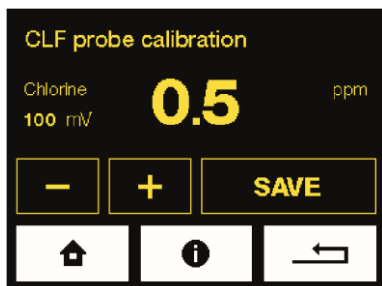 CLF probe calibration
Chlorine
0.5
ppm
100 mV
− + SAVE